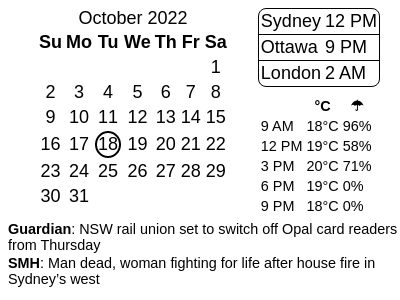 October 2022
Su Mo Tu We Th Fr Sa
1
2 3 4 5 6 7 8
9 10 11 12 13 14 15
16 17 18 19 20 21 22
23 24 25 26 27 28 29
30 31
Sydney 12 PM
Ottawa 9 PM
London 2 AM
°C ☂
9 AM 18°C 96%
12 PM 19°C 58%
3 PM 20°C 71%
6 PM 19°C 0%
9 PM 18°C 0%
Guardian: NSW rail union set to switch off Opal card readers
from Thursday
SMH: Man dead, woman fighting for life after house fire in
Sydney’s west